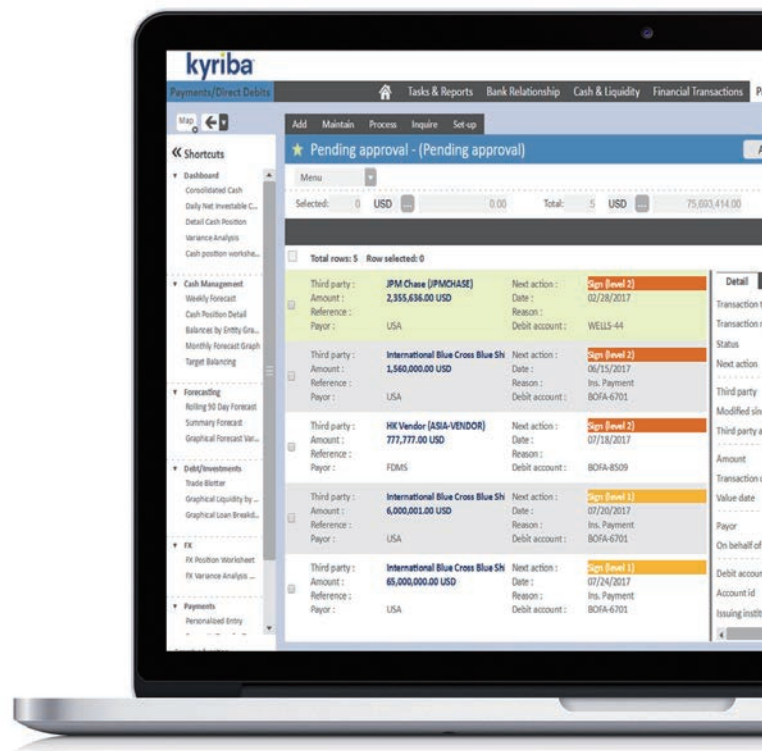 kyriba
Payments/Direct Debits
Tasks & Reports Bank Relationship Cash & Liquidity Financial Transactions P
Map
Add Maintain Process Inquire Set-up
Shortcuts
Pending approval - (Pending approval)
A
Dashboard
Consolidated Cash
Daily Net Investable C...
Detail Cash Position
Variance Analysis
Cash position workshe...
Menu
Selected: 0 USD ... 0.00 Total: 5 USD ... 75,693,414.00
Total rows: 5 Row selected: 0
Cash Management
Weekly Forecast
Cash Position Detail
Balances by Entity Gra...
Monthly Forecast Graph
Target Balancing
Forecasting
Rolling 90 Day Forecast
Summary Forecast
Graphical Forecast Var...
Debt/Investments
Trade Blotter
Graphical Liquidity by ...
Graphical Loan Breakd...
FX
FX Position Worksheet
FX Variance Analysis ...
Payments
Personalized Entry
Third party : JPM Chase (JPMCHASE) Next action : Sign (level 2)
Amount : 2,355,636.00 USD Date : 02/28/2017
Reference : Reason :
Payor : USA Debit account : WELLS-44
Third party : International Blue Cross Blue Shi Next action : Sign (level 2)
Amount : 1,560,000.00 USD Date : 06/15/2017
Reference : Reason : Ins. Payment
Payor : USA Debit account : BOFA-6701
Third party : HK Vendor (ASIA-VENDOR) Next action : Sign (level 2)
Amount : 777,777.00 USD Date : 07/18/2017
Reference : Reason :
Payor : FDMS Debit account : BOFA-8509
Third party : International Blue Cross Blue Shi Next action : Sign (level 1)
Amount : 6,000,001.00 USD Date : 07/20/2017
Reference : Reason : Ins. Payment
Payor : USA Debit account : BOFA-6701
Third party : International Blue Cross Blue Shi Next action : Sign (level 1)
Amount : 65,000,000.00 USD Date : 07/24/2017
Reference : Reason : Ins. Payment
Payor : USA Debit account : BOFA-6701
Detail
Transaction t
Transaction r
Status
Next action
Third party
Modified sin
Third party a
Amount
Transaction
Value date
Payor
On behalf of
Debit accoun
Account id
Issuing instit